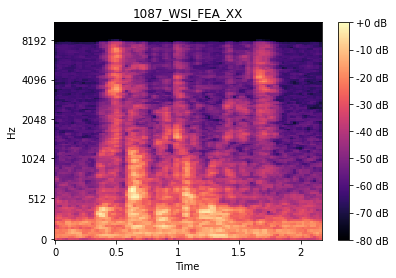 1087_WSI_FEA_XX
+0 dB
8192
-10 dB
4096
-20 dB
-30 dB
2048
Hz
-40 dB
1024
-50 dB
512
-60 dB
-70 dB
0
-80 dB
0
0.5
1
1.5
2
Time